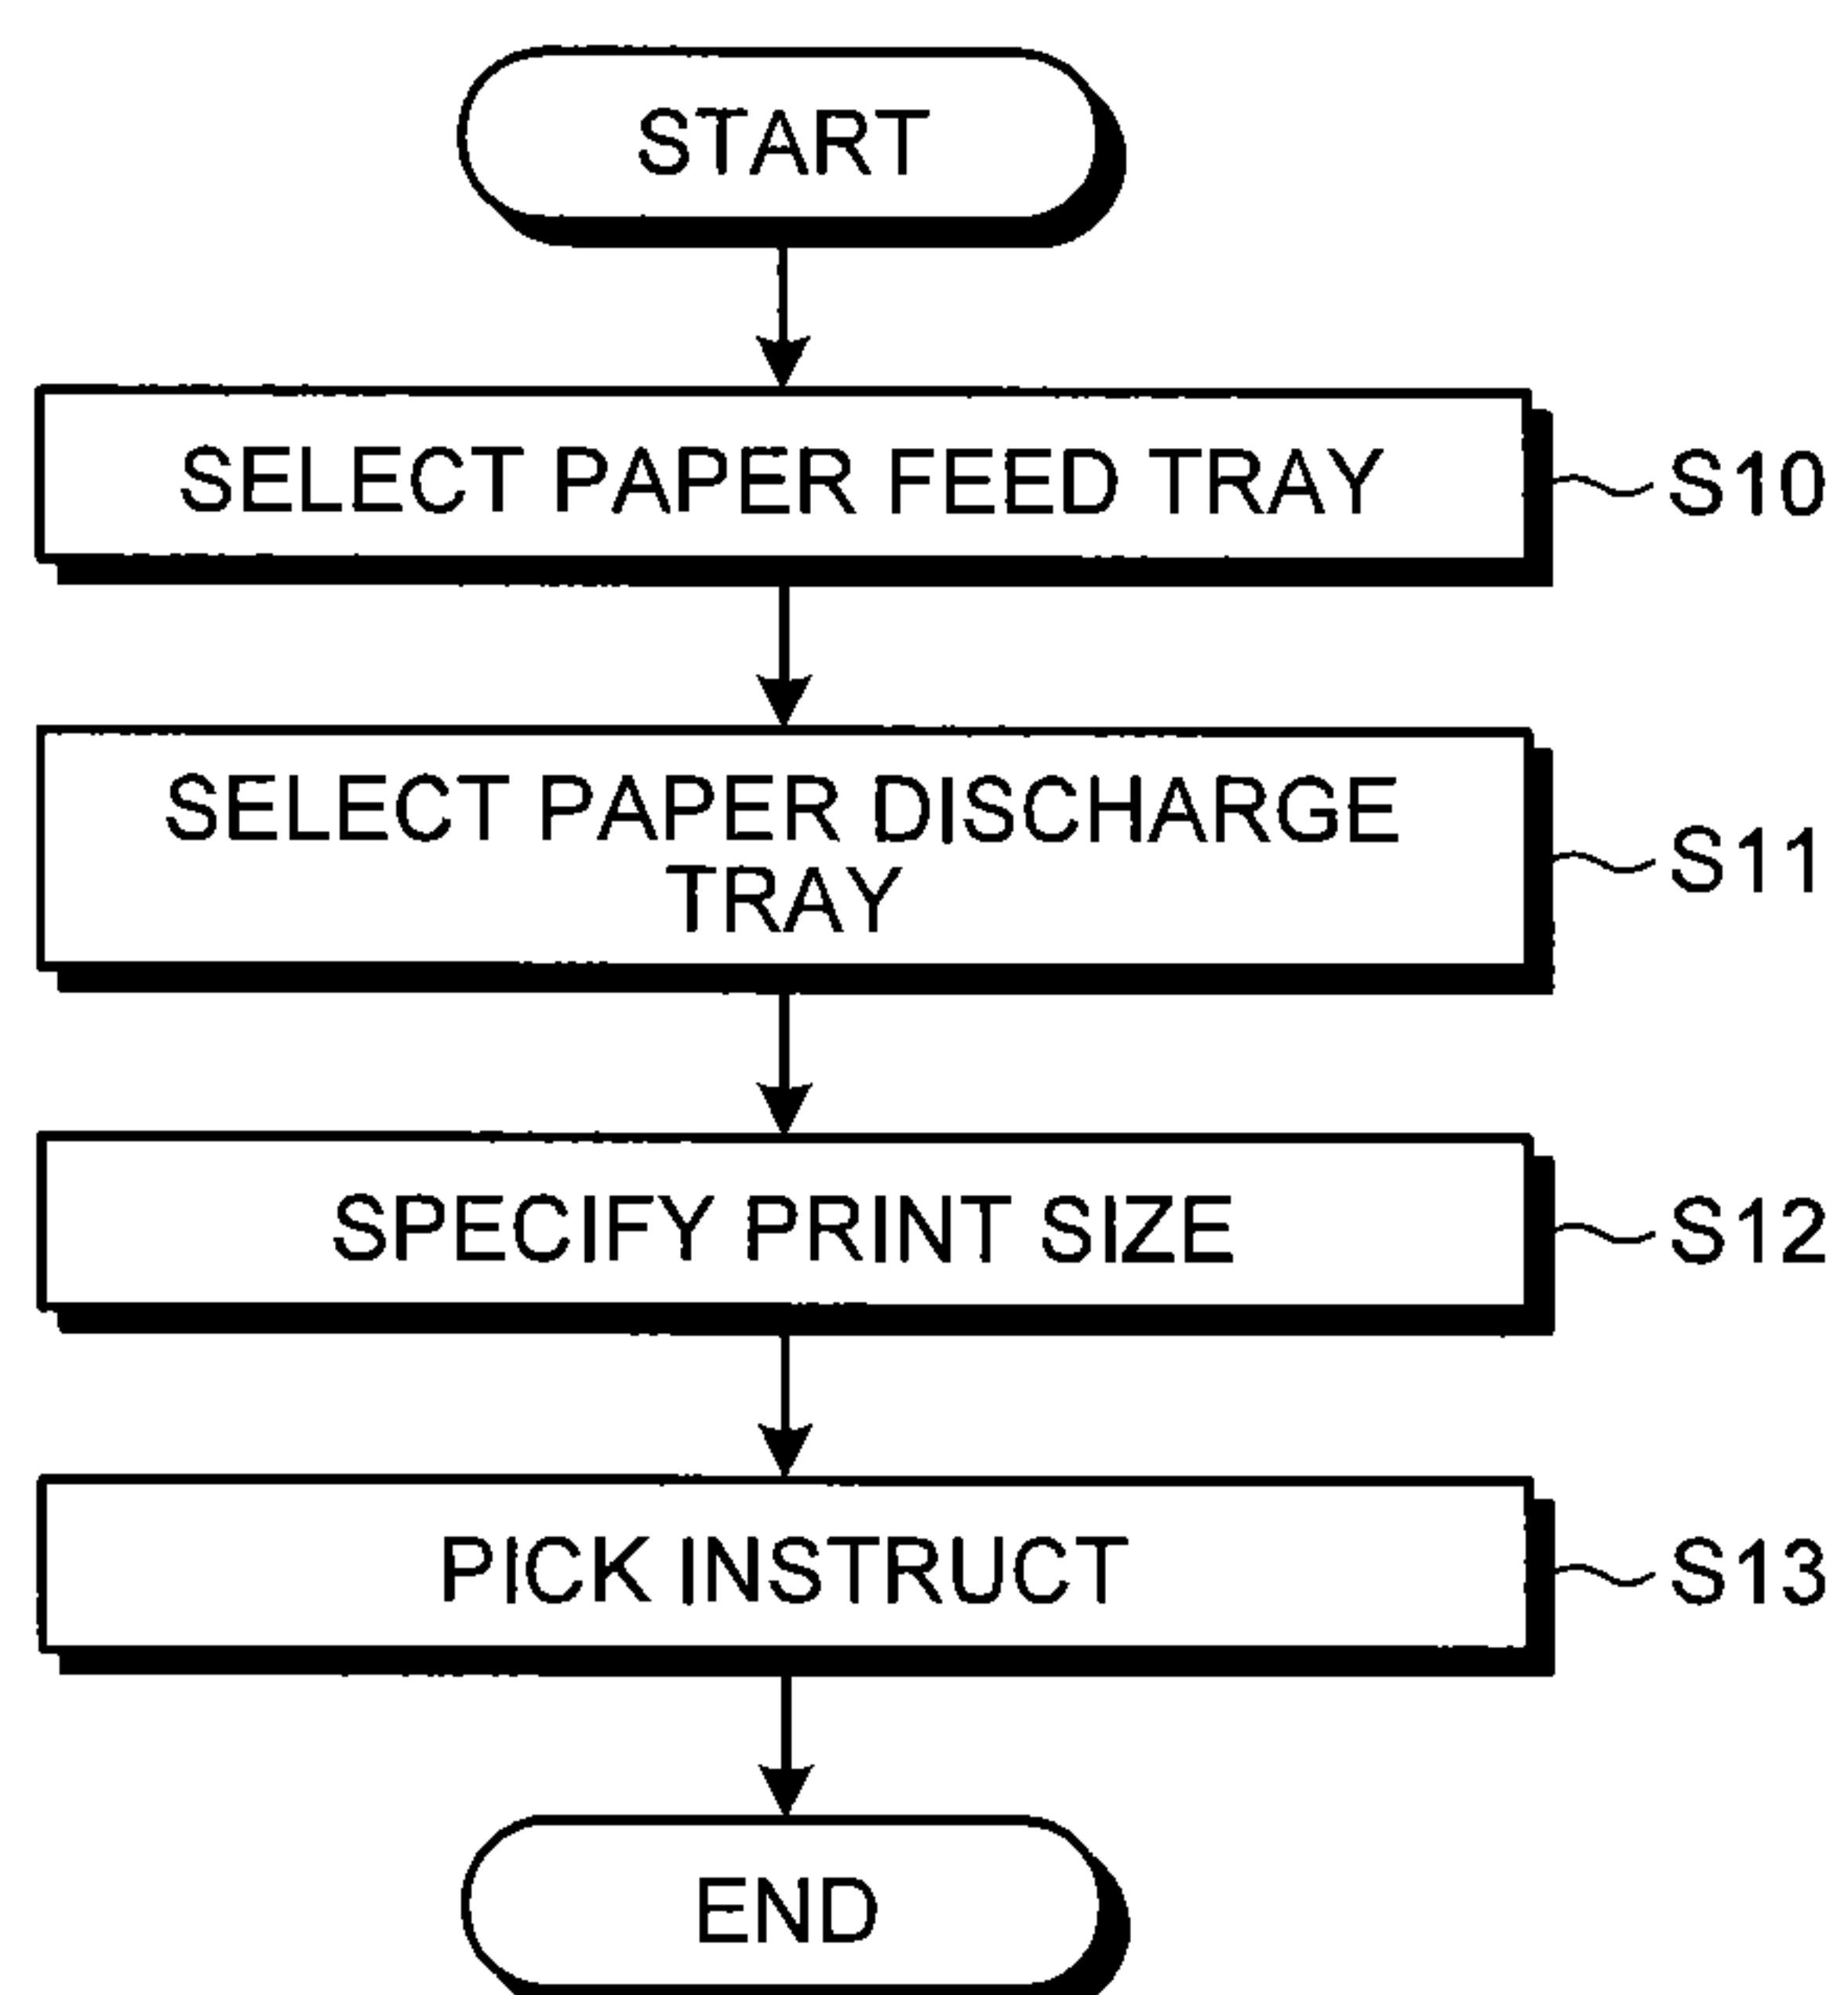 START
SELECT PAPER FEED TRAY
S10
SELECT PAPER DISCHARGE
TRAY
S11
SPECIFY PRINT SIZE
S12
PICK INSTRUCT
S13
END